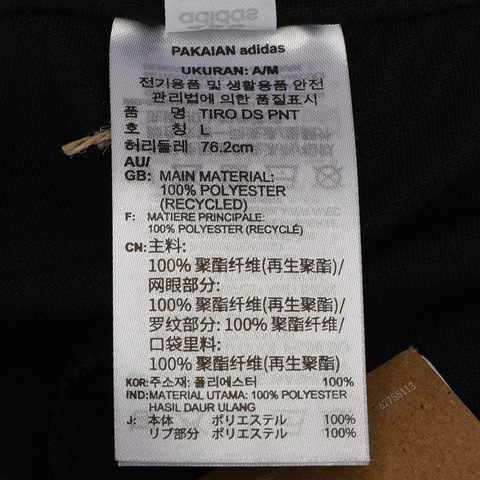 adidas
PAKAIAN adidas
UKURAN: A/M
전기용품 및 생활용품 안전
관리법에 의한 품질표시
품 명 TIRO DS PNT
호 칭 L
허리둘레 76.2cm
AU/
GB: MAIN MATERIAL:
100% POLYESTER
(RECYCLED)
F: MATIERE PRINCIPALE:
100% POLYESTER (RECYCLÉ)
CN: 主料:
100% 聚酯纤维(再生聚酯)/
网眼部分:
100% 聚酯纤维(再生聚酯)/
罗纹部分: 100% 聚酯纤维/
口袋里料:
100% 聚酯纤维(再生聚酯)
KOR: 주소재: 폴리에스터 100%
IND: MATERIAL UTAMA: 100% POLYESTER
HASIL DAUR ULANG
J: 本体 ポリエステル 100%
リブ部分 ポリエステル 100%
62755113